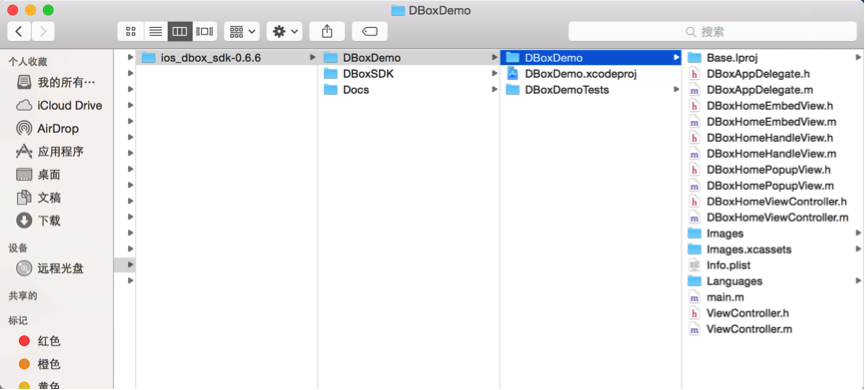 DBoxDemo
搜索
个人收藏
我的所有…
iCloud Drive
AirDrop
应用程序
桌面
文稿
下载
设备
远程光盘
共享的
标记
红色
橙色
黄色
ios_dbox_sdk-0.6.6
DBoxDemo
DBoxSDK
Docs
DBoxDemo
DBoxDemo.xcodeproj
DBoxDemoTests
Base.lproj
h DBoxAppDelegate.h
m DBoxAppDelegate.m
h DBoxHomeEmbedView.h
m DBoxHomeEmbedView.m
h DBoxHomeHandleView.h
m DBoxHomeHandleView.m
h DBoxHomePopupView.h
m DBoxHomePopupView.m
h DBoxHomeViewController.h
m DBoxHomeViewController.m
Images
Images.xcassets
Info.plist
Languages
m main.m
h ViewController.h
m ViewController.m